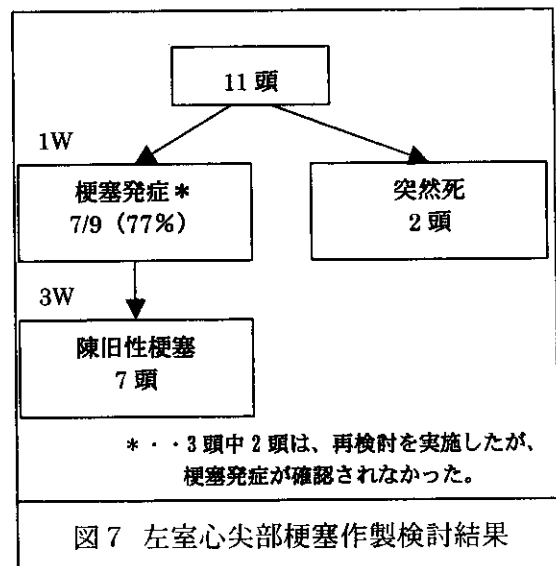 11 頭
1W
梗塞発症*
7/9（77%）
突然死
2 頭
3W
陳旧性梗塞
7 頭
*・・3頭中2頭は、再検討を実施したが、
梗塞発症が確認されなかった。
図7 左室心尖部梗塞作製検討結果